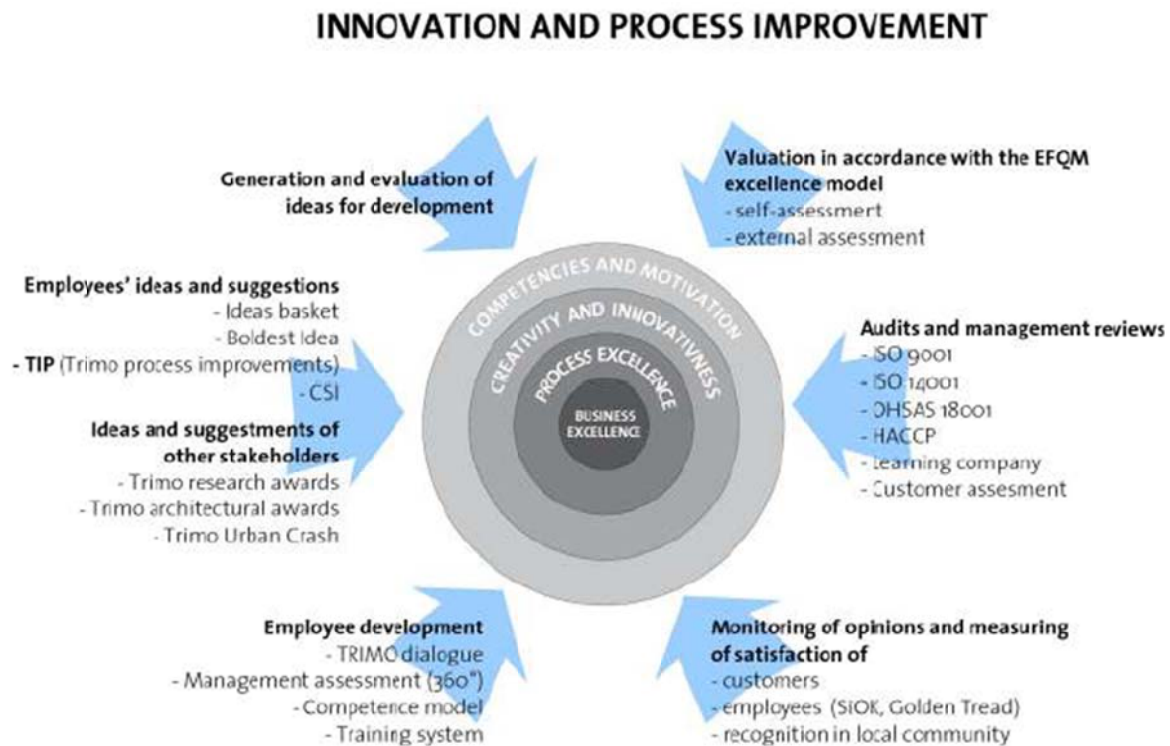 INNOVATION AND PROCESS IMPROVEMENT
Generation and evaluation of
ideas for development
Valuation in accordance with the EFQM
excellence model
- self-assessment
- external assessment
Employees' ideas and suggestions
- Ideas basket
- Boldest Idea
- TIP (Trimo process improvements)
- CSI
Ideas and suggestments of
other stakeholders
- Trimo research awards
- Trimo architectural awards
- Trimo Urban Crash
COMPETENCIES AND MOTIVATION
CREATIVITY AND INNOVATIVNESS
PROCESS EXCELLENCE
BUSINESS
EXCELLENCE
Audits and management reviews
- ISO 9001
- ISO 14001
- OHSAS 18001
- HACCP
- Learning company
- Customer assesment
Employee development
- TRIMO dialogue
- Management assessment (360°)
- Competence model
- Training system
Monitoring of opinions and measuring
of satisfaction of
- customers
- employees (SiOK, Golden Tread)
- recognition in local community